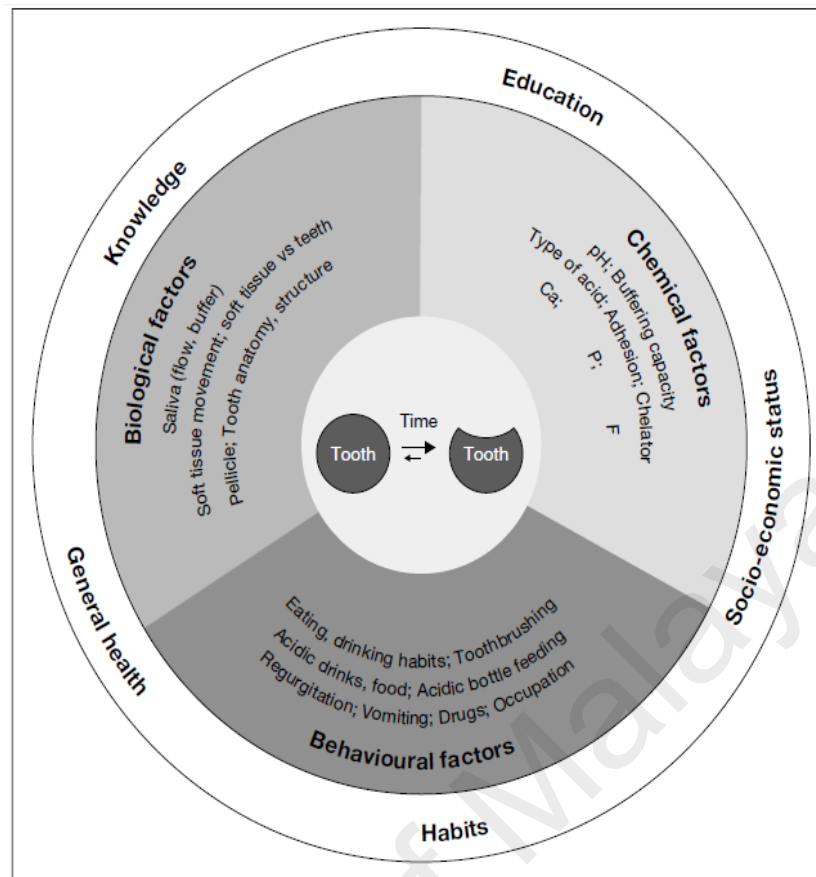 Education
Knowledge
Socio-economic status
General health
Habits
Biological factors
Saliva (flow, buffer)
Soft tissue movement; soft tissue vs teeth
Pellicle; Tooth anatomy, structure
Chemical factors
pH; Buffering capacity
Type of acid; Adhesion; Chelator
Ca; P; F
Time
Tooth
Tooth
Eating, drinking habits; Toothbrushing
Acidic drinks, food; Acidic bottle feeding
Regurgitation; Vomiting; Drugs; Occupation
Behavioural factors
of Malaya